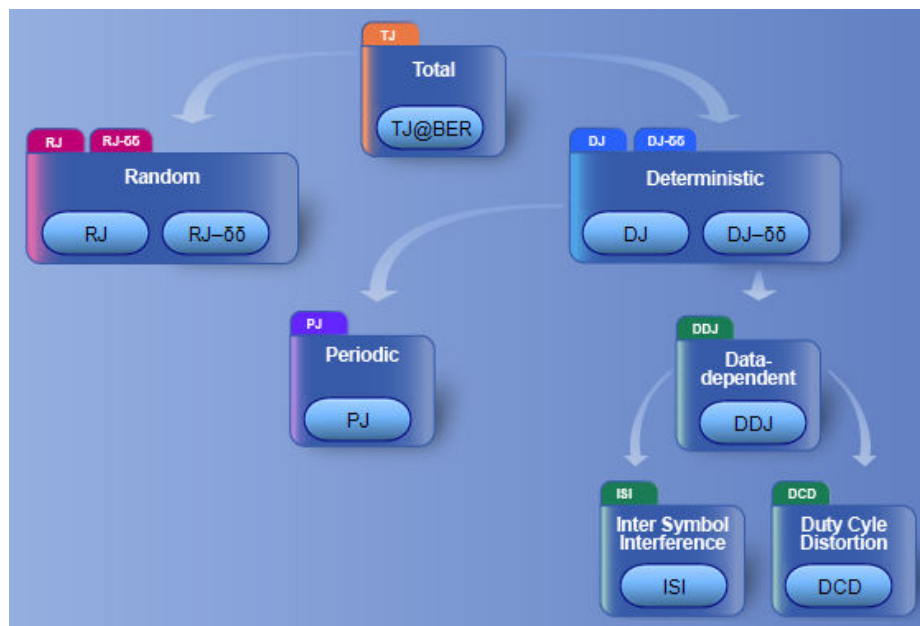 TJ
Total
TJ@BER
RJ
RJ-δδ
Random
RJ
RJ–δδ
DJ
DJ-δδ
Deterministic
DJ
DJ–δδ
PJ
Periodic
PJ
DDJ
Data-
dependent
DDJ
ISI
Inter Symbol
Interference
ISI
DCD
Duty Cyle
Distortion
DCD